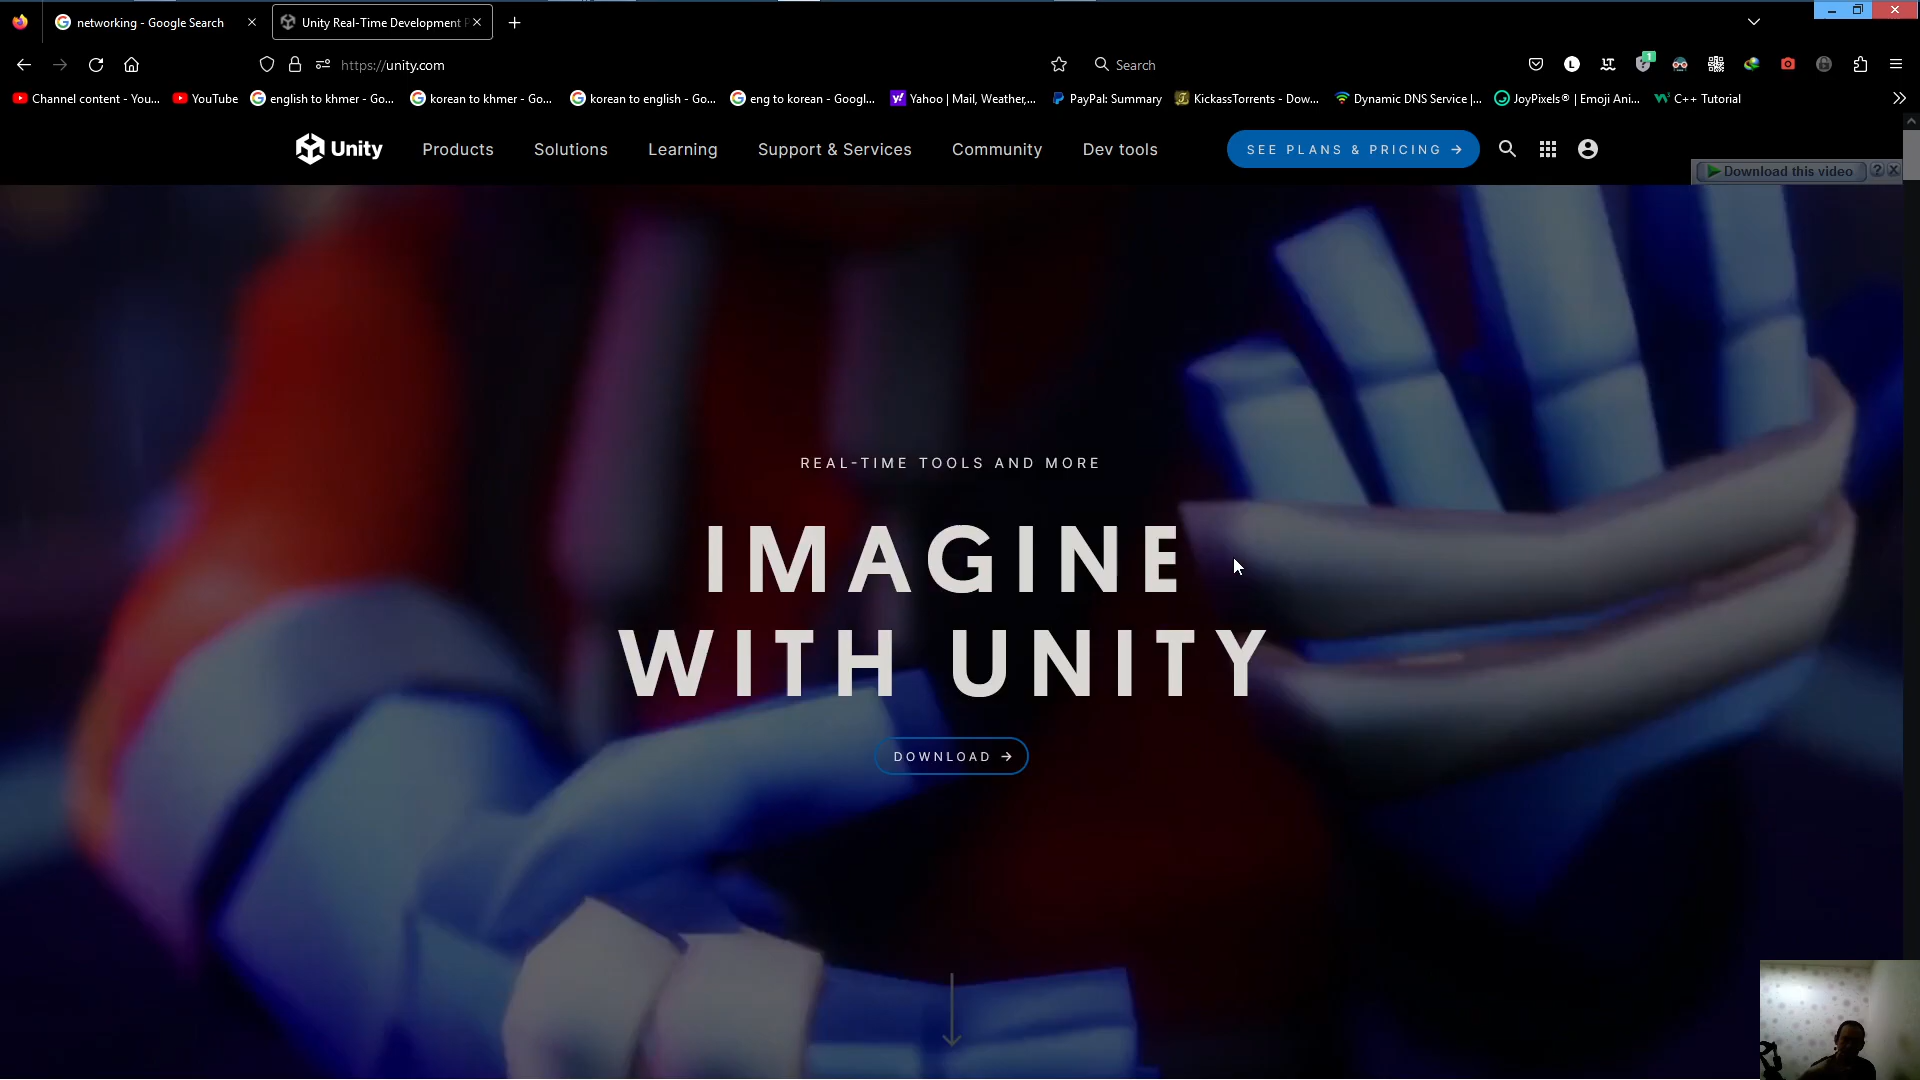 networking - Google Search
Unity Real-Time Development P
https://unity.com
Search
1
Channel content - You...
YouTube
english to khmer - Go...
korean to khmer - Go...
korean to english - Go...
eng to korean - Googl...
Yahoo | Mail, Weather,...
PayPal: Summary
KickassTorrents - Dow...
Dynamic DNS Service |...
JoyPixels® | Emoji Ani...
C++ Tutorial
Unity
Products
Solutions
Learning
Support & Services
Community
Dev tools
SEE PLANS & PRICING →
Download this video
REAL-TIME TOOLS AND MORE
IMAGINE
WITH UNITY
DOWNLOAD →